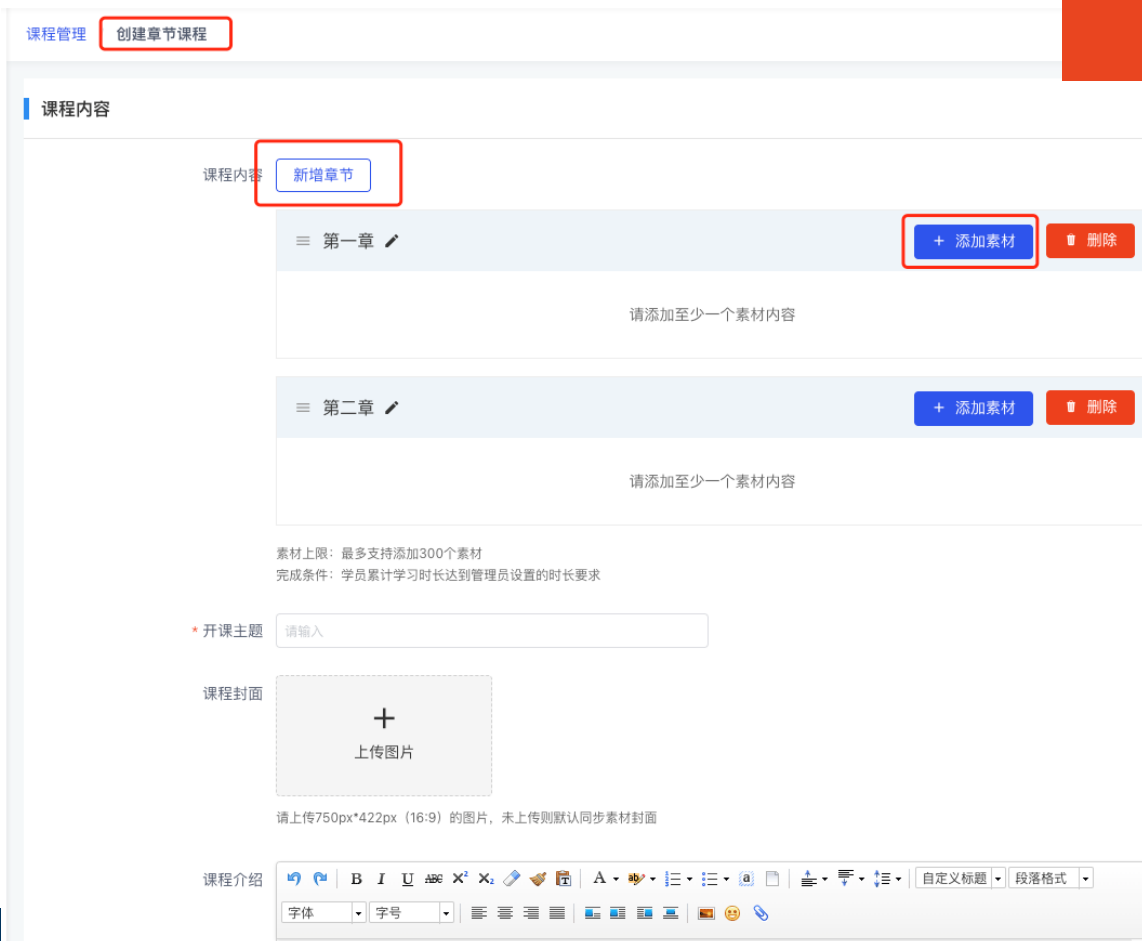 课程管理 创建章节课程
课程内容
课程内容 新增章节
第一章 + 添加素材 删除
请添加至少一个素材内容
第二章 + 添加素材 删除
请添加至少一个素材内容
素材上限：最多支持添加300个素材
完成条件：学员累计学习时长达到管理员设置的时长要求
* 开课主题 请输入
课程封面
上传图片
请上传750px*422px（16:9）的图片，未上传则默认同步素材封面
课程介绍 B I U ABC X² X₂ A ab a 自定义标题 段落格式
字体 字号